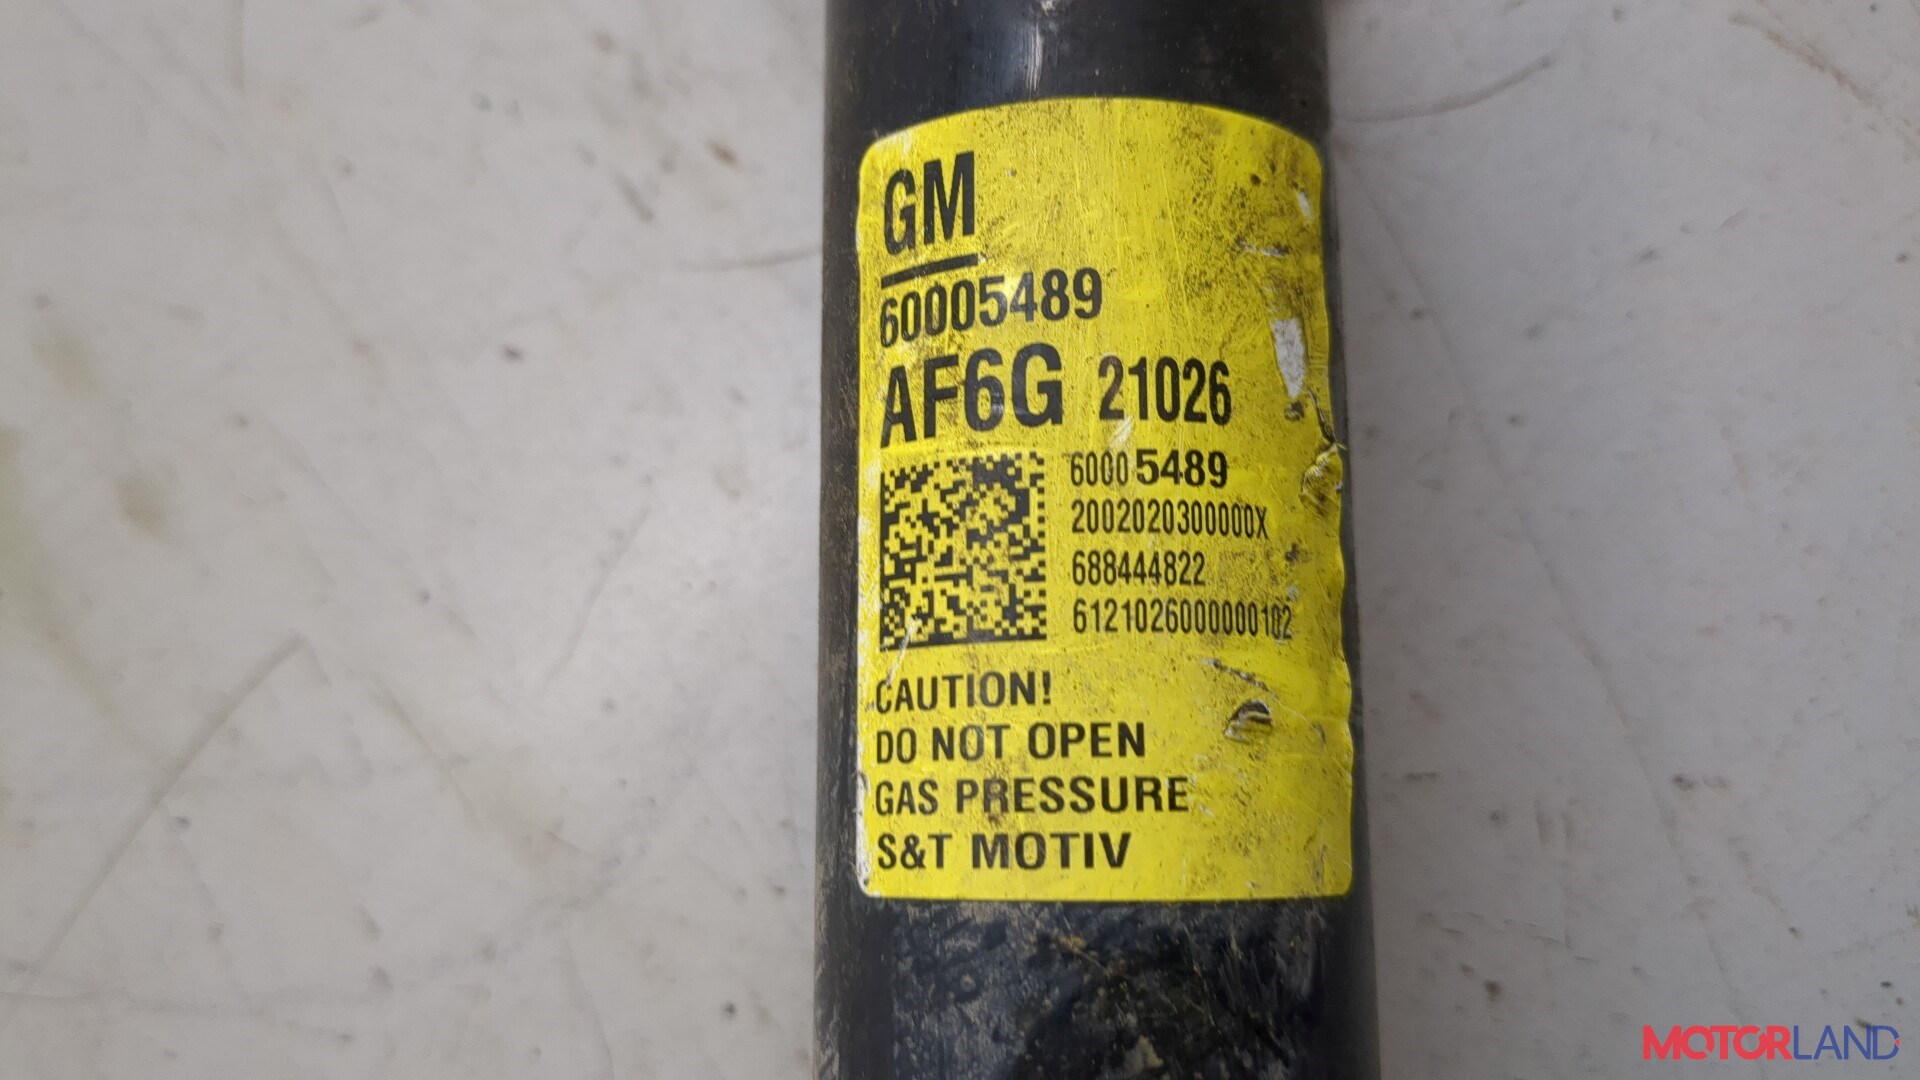 GM
60005489
AF6G 21026
60005489
2002020300000X
688444822
6121026000000102
CAUTION!
DO NOT OPEN
GAS PRESSURE
S&T MOTIV
MOTORLAND